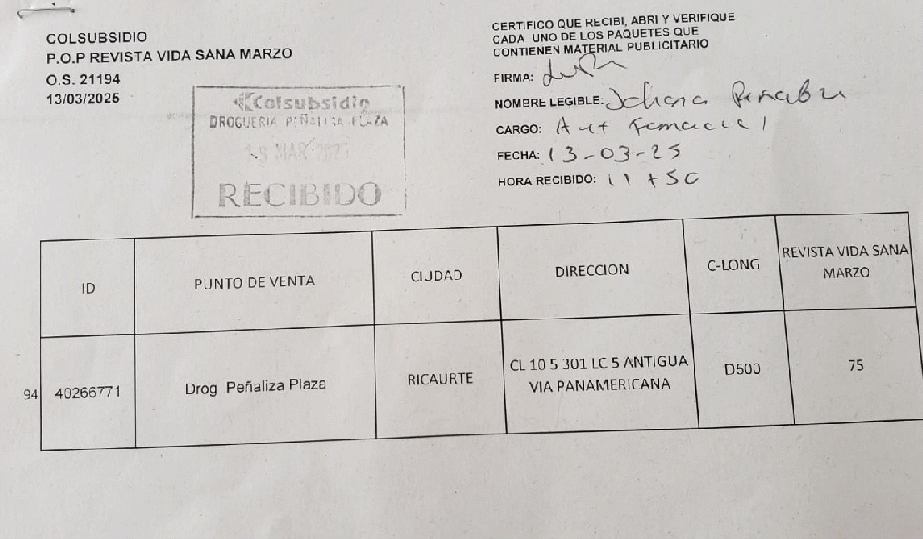 COLSUBSIDIO
P.O.P REVISTA VIDA SANA MARZO
O.S. 21194
13/03/2025
Colsubsidio
DROGUERIA PEÑALIZA PLAZA
MAR 2025
RECIBIDO
CERTIFICO QUE RECIBI, ABRI Y VERIFIQUE
CADA UNO DE LOS PAQUETES QUE
CONTIENEN MATERIAL PUBLICITARIO
FIRMA:
NOMBRE LEGIBLE: Johana
CARGO: Aux
FECHA: 13-03-25
HORA RECIBIDO:
ID
PUNTO DE VENTA
CIUDAD
DIRECCION
C-LONG
REVISTA VIDA SANA
MARZO
94
40266771
Drog Peñaliza Plaza
RICAURTE
CL 10 5 301 LC 5 ANTIGUA
VIA PANAMERICANA
D500
75